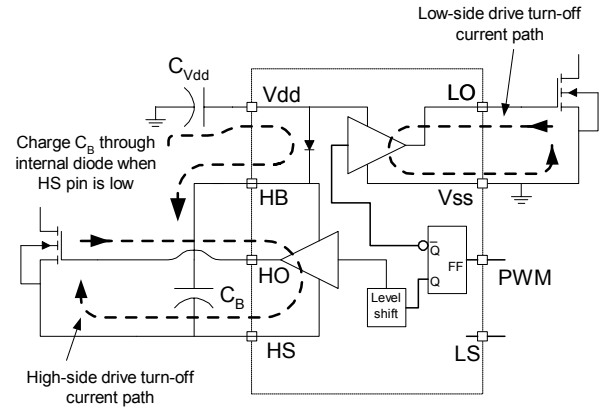 Low-side drive turn-off
current path
CVdd
Vdd
LO
Charge CB through
internal diode when
HS pin is low
HB
Vss
Q
FF
PWM
HO
Q
CB
Level
shift
HS
LS
High-side drive turn-off
current path